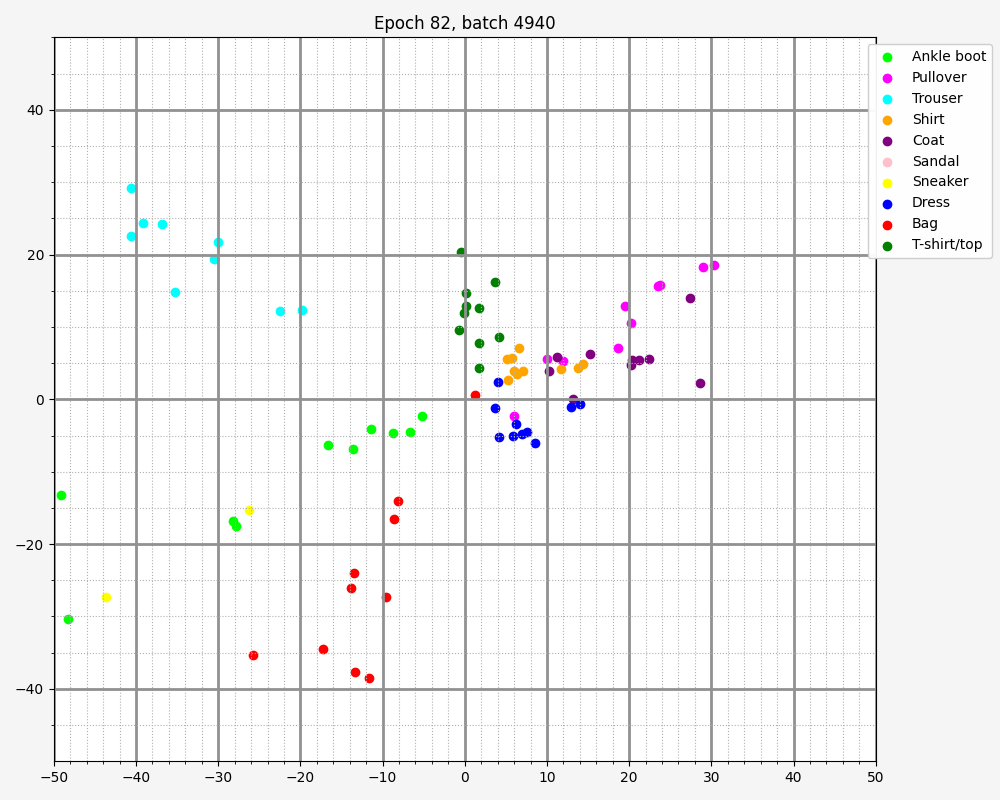 Epoch 82, batch 4940
Ankle boot
Pullover
Trouser
Shirt
Coat
Sandal
Sneaker
Dress
Bag
T-shirt/top
40
20
0
−20
−40
−50 −40 −30 −20 −10 0 10 20 30 40 50